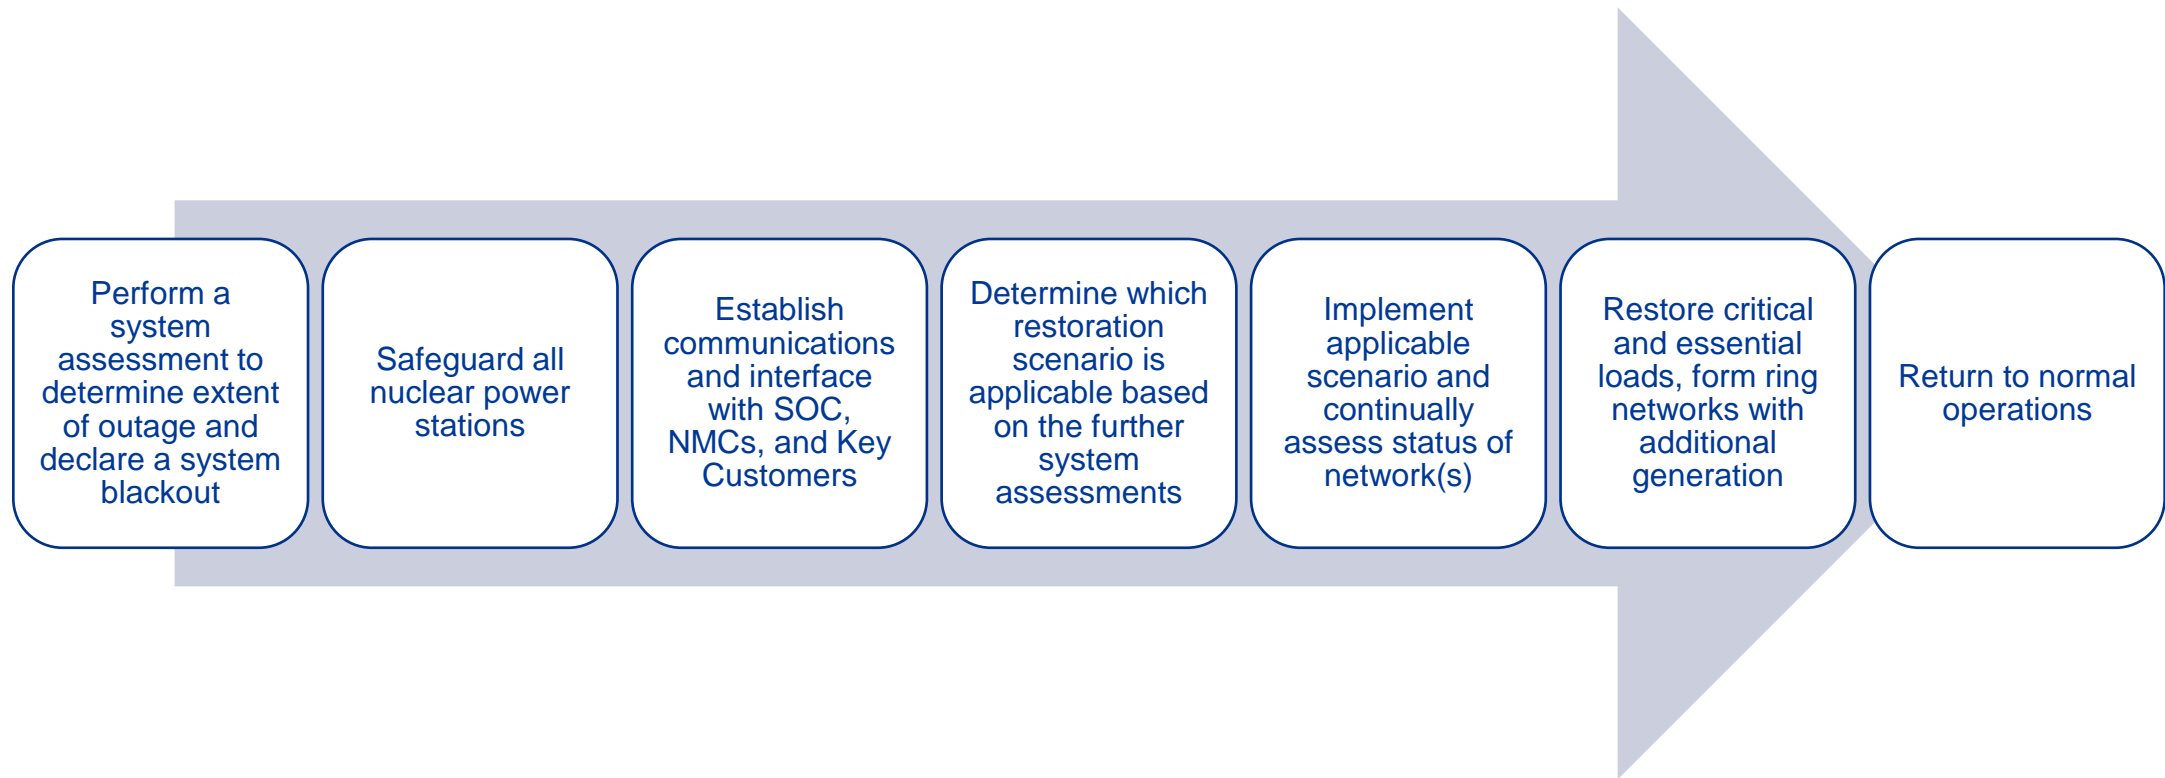 Perform a
system
assessment to
determine extent
of outage and
declare a system
blackout
Safeguard all
nuclear power
stations
Establish
communications
and interface
with SOC,
NMCs, and Key
Customers
Determine which
restoration
scenario is
applicable based
on the further
system
assessments
Implement
applicable
scenario and
continually
assess status of
network(s)
Restore critical
and essential
loads, form ring
networks with
additional
generation
Return to normal
operations